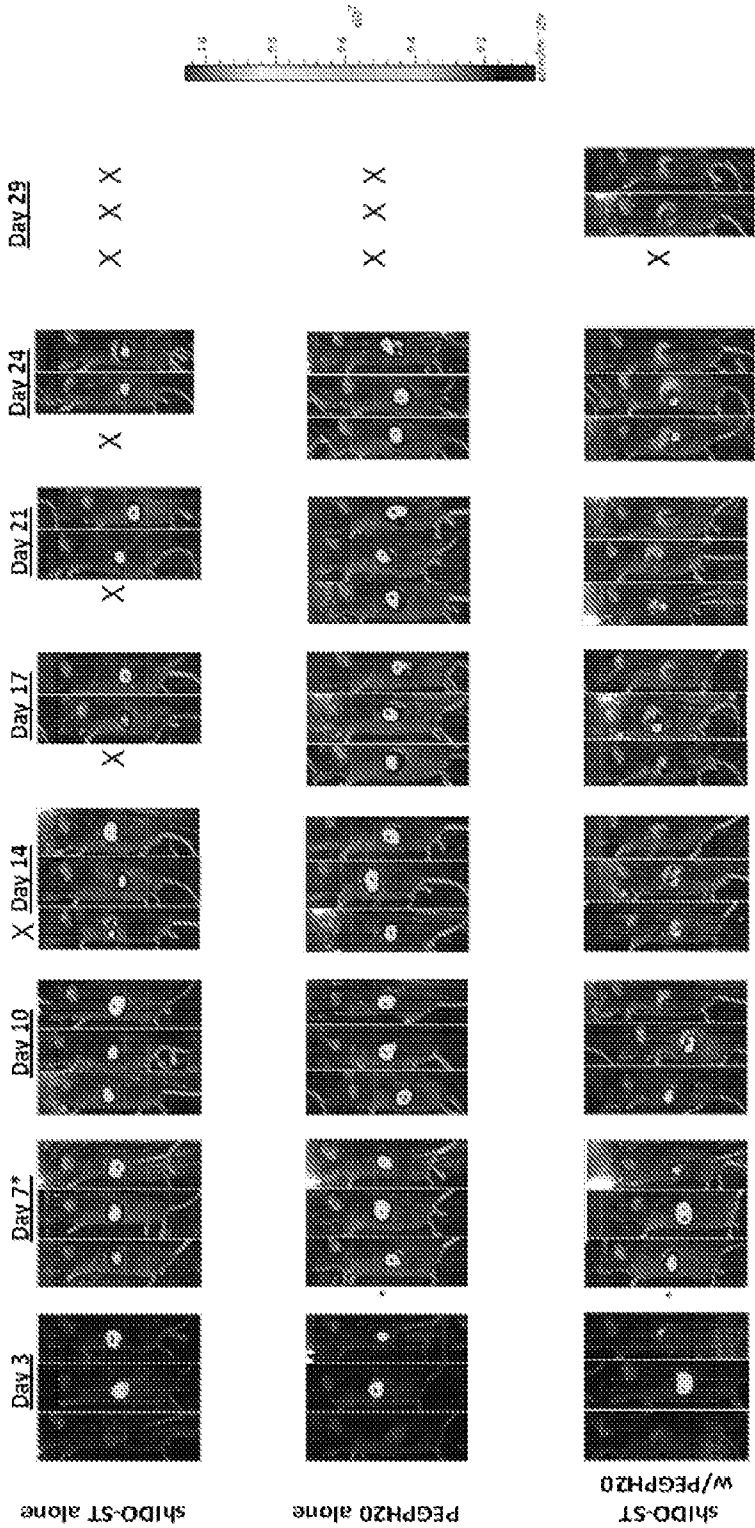 Day 3
Day 7*
Day 10
X Day 14
Day 17
Day 21
Day 24
Day 29
shIDO-ST alone
X
X
X
X X X
PEGPH20 alone
X X X
shIDO-ST
w/PEGPH20
X